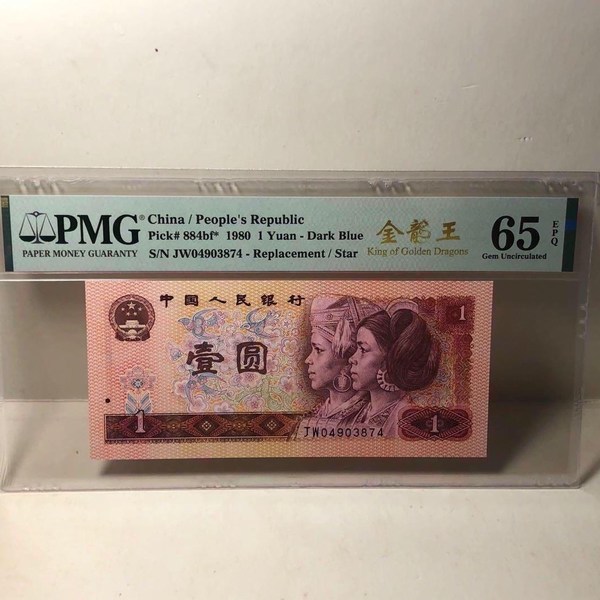 PMG®
PAPER MONEY GUARANTY
China / People's Republic
Pick# 884bf* 1980 1 Yuan - Dark Blue
S/N JW04903874 - Replacement / Star
金龍王
King of Golden Dragons
65 EPQ
Gem Uncirculated
中国人民银行
1
壹圆
1
JW04903874
1